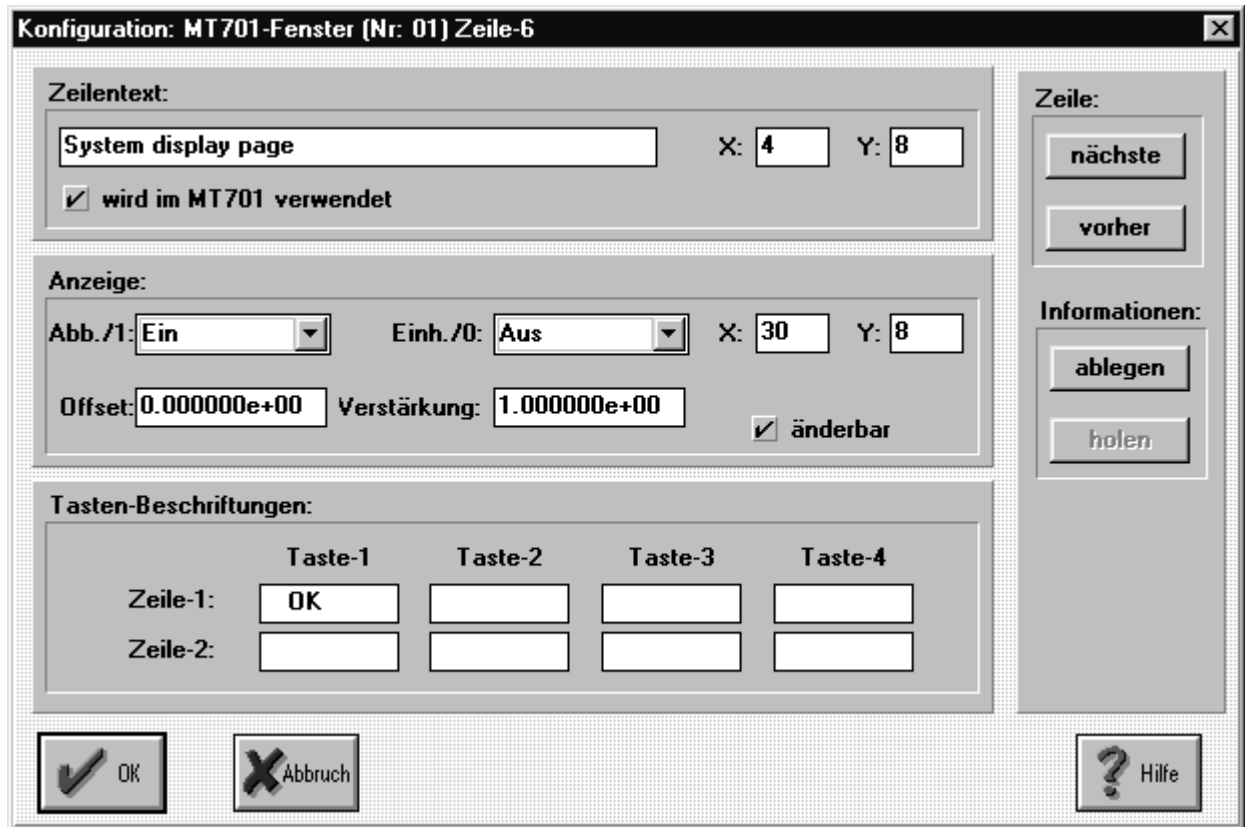 Konfiguration: MT701-Fenster (Nr: 01) Zeile-6
Zeilentext:
System display page X: 4 Y: 8
wird im MT701 verwendet
Anzeige:
Abb./1: Ein Einh./0: Aus X: 30 Y: 8
Offset: 0.000000e+00 Verstärkung: 1.000000e+00
änderbar
Tasten-Beschriftungen:
Taste-1 Taste-2 Taste-3 Taste-4
Zeile-1: OK
Zeile-2:
Zeile:
nächste
vorher
Informationen:
ablegen
holen
OK Abbruch Hilfe